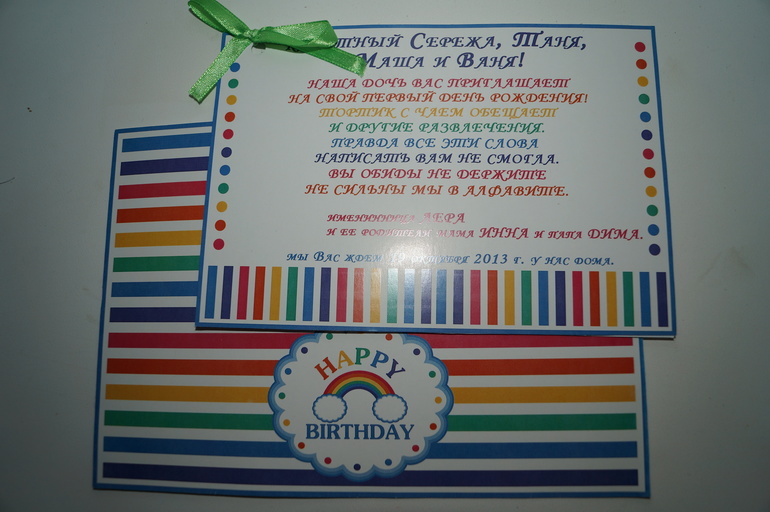 Сережа, Таня,
Маша и Ваня!
наша дочь вас приглашает
на свой первый день рождения!
тортик с чаем обещает
и другие развлечения.
правда все эти слова
написать вам не смогла.
вы обиды не держите
не сильны мы в алфавите.
именинница Лера
и ее родители мама ИННА и папа ДИМА.
мы Вас ждем 2013 г. у нас дома.
HAPPY
BIRTHDAY